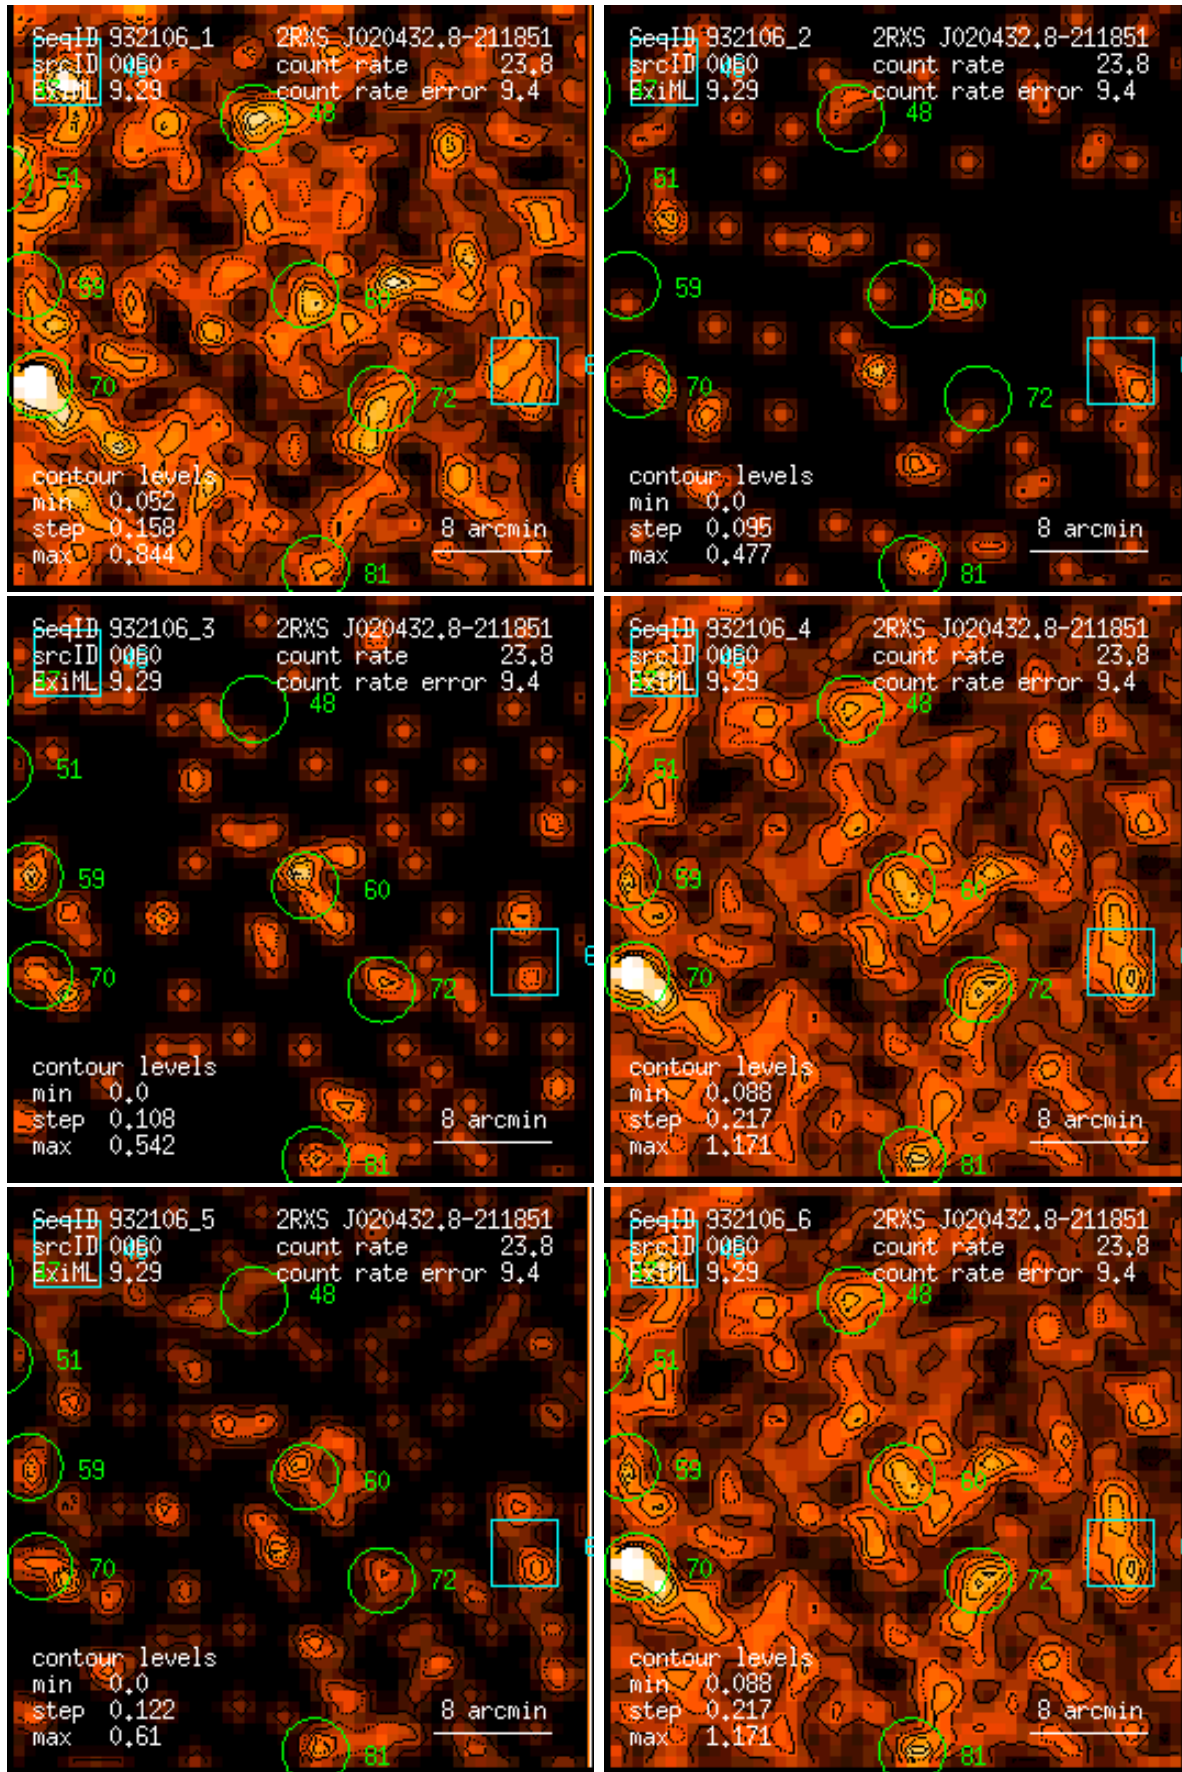 SeqID 932106_1 2RXS J020432.8-211851
srcID 0060 count rate 23.8
ExiML 9.29 count rate error 9.4
48
51
59
60
70
72
contour levels
min 0.052
step 0.158 8 arcmin
max 0.844
81
SeqID 932106_2 2RXS J020432.8-211851
srcID 0060 count rate 23.8
ExiML 9.29 count rate error 9.4
48
51
59
60
70
72
contour levels
min 0.0
step 0.095 8 arcmin
max 0.477
81
SeqID 932106_3 2RXS J020432.8-211851
srcID 0060 count rate 23.8
ExiML 9.29 count rate error 9.4
48
51
59
60
70
72
contour levels
min 0.0
step 0.108 8 arcmin
max 0.542
81
SeqID 932106_4 2RXS J020432.8-211851
srcID 0060 count rate 23.8
ExiML 9.29 count rate error 9.4
48
51
59
60
70
72
contour levels
min 0.088
step 0.217 8 arcmin
max 1.171
81
SeqID 932106_5 2RXS J020432.8-211851
srcID 0060 count rate 23.8
ExiML 9.29 count rate error 9.4
48
51
59
60
70
72
contour levels
min 0.0
step 0.122 8 arcmin
max 0.61
81
SeqID 932106_6 2RXS J020432.8-211851
srcID 0060 count rate 23.8
ExiML 9.29 count rate error 9.4
48
51
59
60
70
72
contour levels
min 0.088
step 0.217 8 arcmin
max 1.171
81